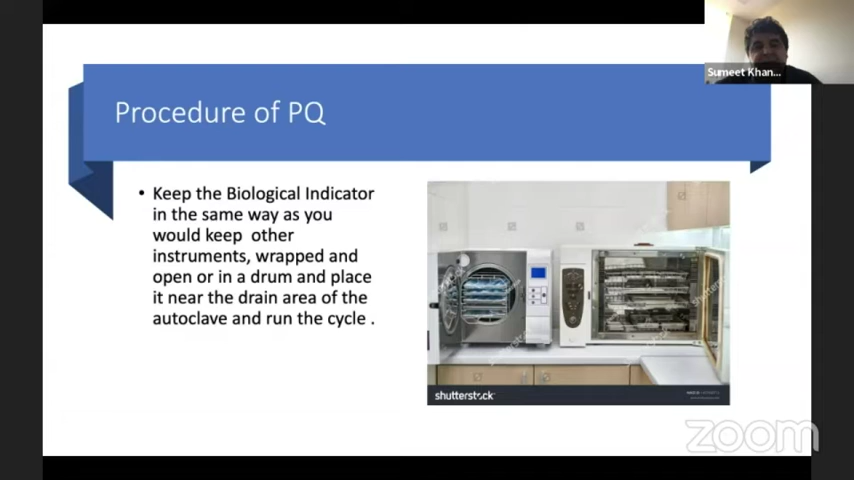 Sumeet Khan...
Procedure of PQ
• Keep the Biological Indicator
in the same way as you
would keep other
instruments, wrapped and
open or in a drum and place
it near the drain area of the
autoclave and run the cycle .
shutterstock
zoom